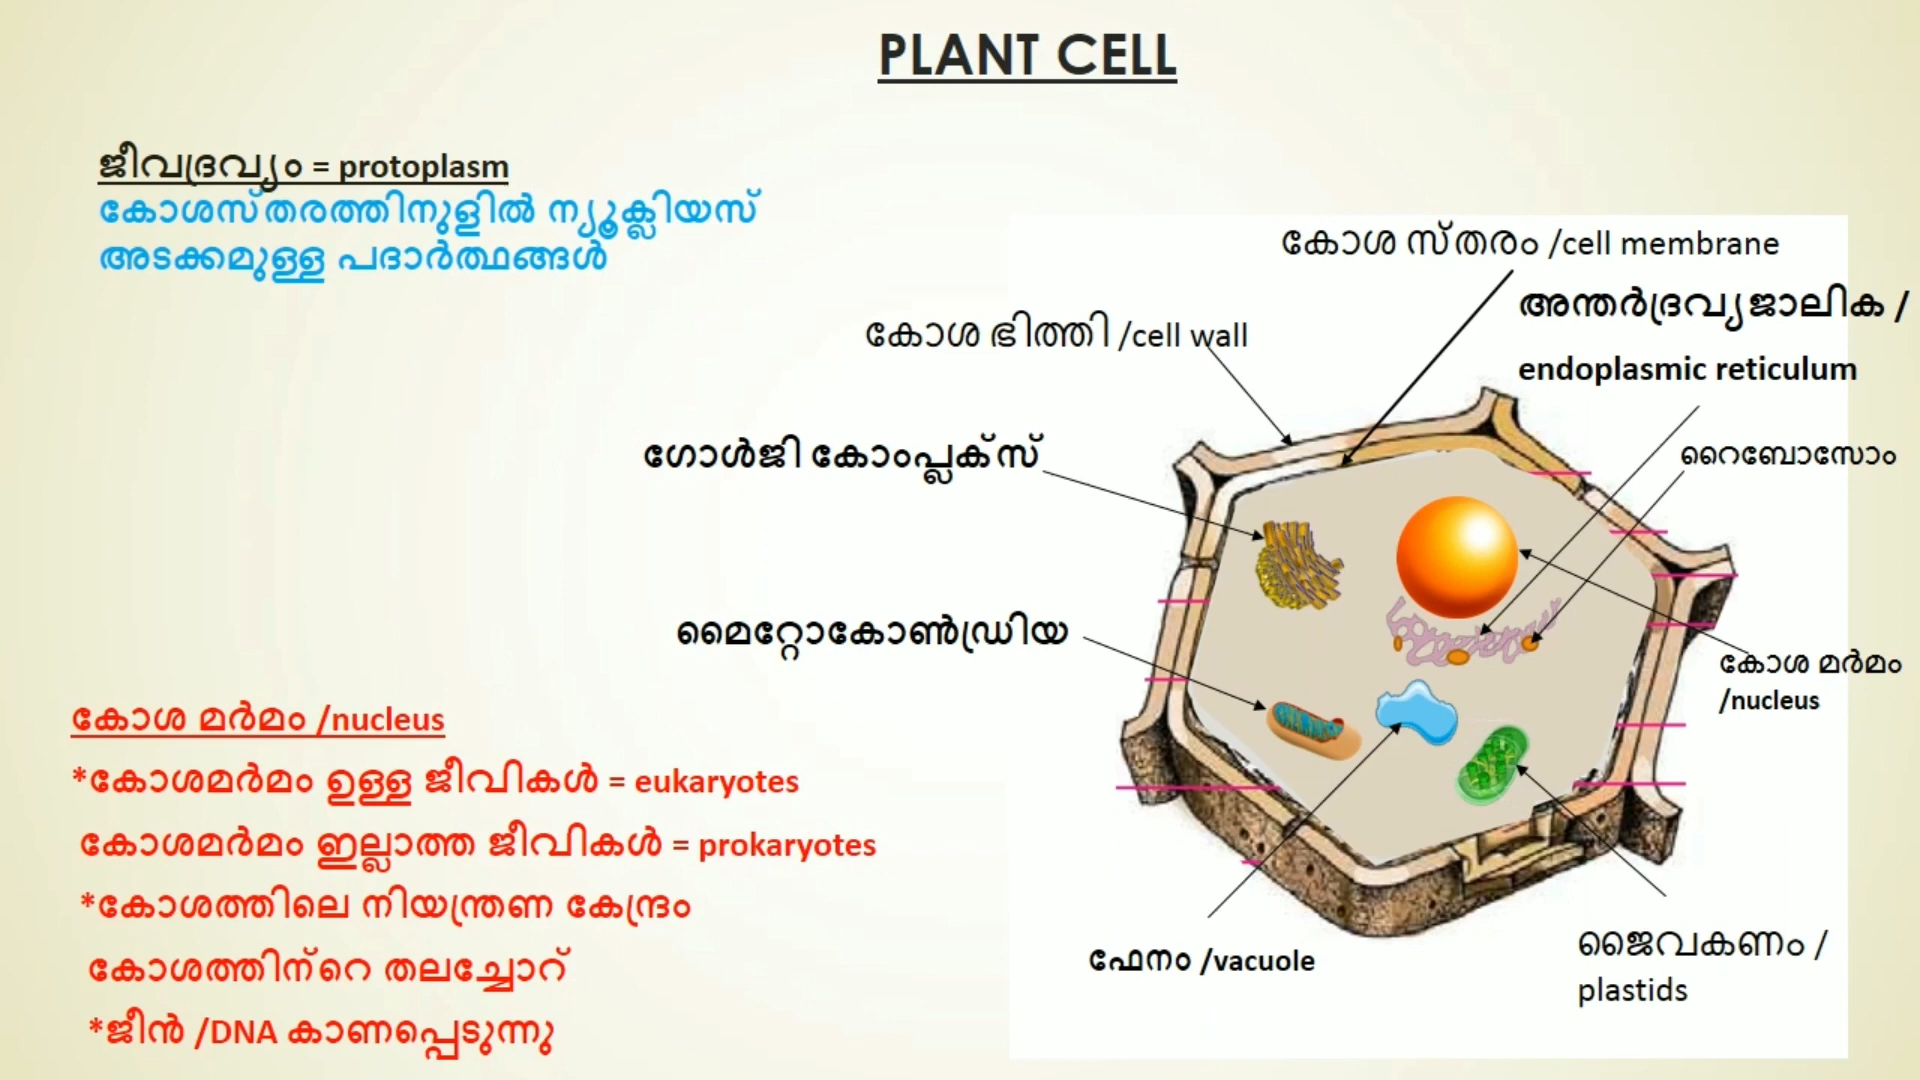 PLANT CELL
ജീവദ്രവ്യം = protoplasm
കോശസ്തരത്തിനുളിൽ ന്യൂക്ലിയസ്
അടക്കമുള്ള പദാർത്ഥങ്ങൾ
കോശ സ്തരം /cell membrane
അന്തർദ്രവ്യജാലിക /
endoplasmic reticulum
കോശ ഭിത്തി /cell wall
റൈബോസോം
ഗോൾജി കോംപ്ലക്സ്
മൈറ്റോകോൺഡ്രിയ
കോശ മർമം
/nucleus
കോശ മർമം /nucleus
*കോശമർമം ഉള്ള ജീവികൾ = eukaryotes
കോശമർമം ഇല്ലാത്ത ജീവികൾ = prokaryotes
*കോശത്തിലെ നിയന്ത്രണ കേന്ദ്രം
കോശത്തിന്റെ തലച്ചോറ്
*ജീൻ /DNA കാണപ്പെടുന്നു
ഫേനം /vacuole
ജൈവകണം /
plastids